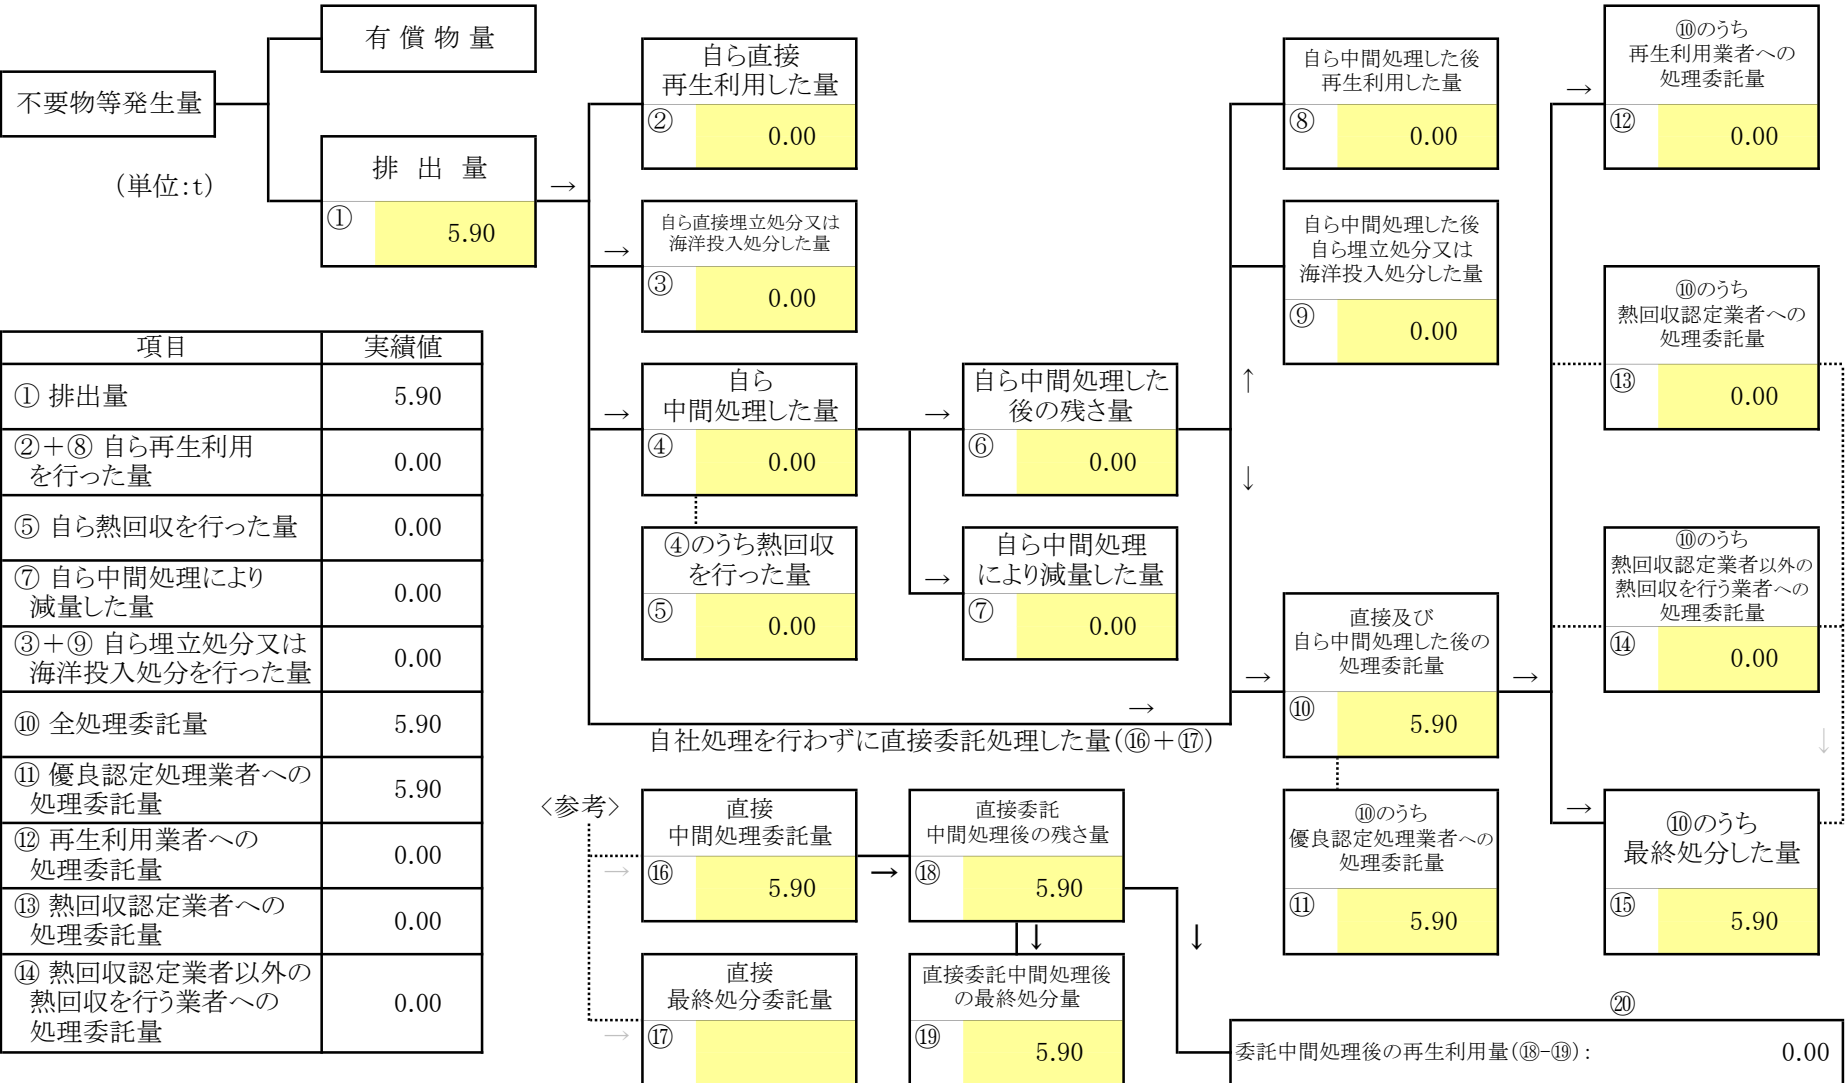 有 償 物 量
不要物等発生量
(単位:t)
排 出 量
→
① 5.90
自ら直接
再生利用した量
② 0.00
→
自ら直接埋立処分又は
海洋投入処分した量
③ 0.00
→
自ら
中間処理した量
④ 0.00
④のうち熱回収
を行った量
⑤ 0.00
→
自ら中間処理した
後の残さ量
⑥ 0.00
→
自ら中間処理
により減量した量
⑦ 0.00
自ら中間処理した後
再生利用した量
⑧ 0.00
自ら中間処理した後
自ら埋立処分又は
海洋投入処分した量
⑨ 0.00
↑
↓
→
直接及び
自ら中間処理した後の
処理委託量
⑩ 5.90
→
⑩のうち
優良認定処理業者への
処理委託量
⑪ 5.90
→
⑩のうち
再生利用業者への
処理委託量
⑫ 0.00
⑩のうち
熱回収認定業者への
処理委託量
⑬ 0.00
⑩のうち
熱回収認定業者以外の
熱回収を行う業者への
処理委託量
⑭ 0.00
↓
→
⑩のうち
最終処分した量
⑮ 5.90
→
自社処理を行わずに直接委託処理した量(⑯+⑰)
<参考>
→
直接
中間処理委託量
⑯ 5.90
→
直接委託
中間処理後の残さ量
⑱ 5.90
↓
↓
→
直接
最終処分委託量
⑰
直接委託中間処理後
の最終処分量
⑲ 5.90
⑳
委託中間処理後の再生利用量(⑱-⑲): 0.00
項目 実績値
① 排出量 5.90
②+⑧ 自ら再生利用
を行った量 0.00
⑤ 自ら熱回収を行った量 0.00
⑦ 自ら中間処理により
減量した量 0.00
③+⑨ 自ら埋立処分又は
海洋投入処分を行った量 0.00
⑩ 全処理委託量 5.90
⑪ 優良認定処理業者への
処理委託量 5.90
⑫ 再生利用業者への
処理委託量 0.00
⑬ 熱回収認定業者への
処理委託量 0.00
⑭ 熱回収認定業者以外の
熱回収を行う業者への
処理委託量 0.00